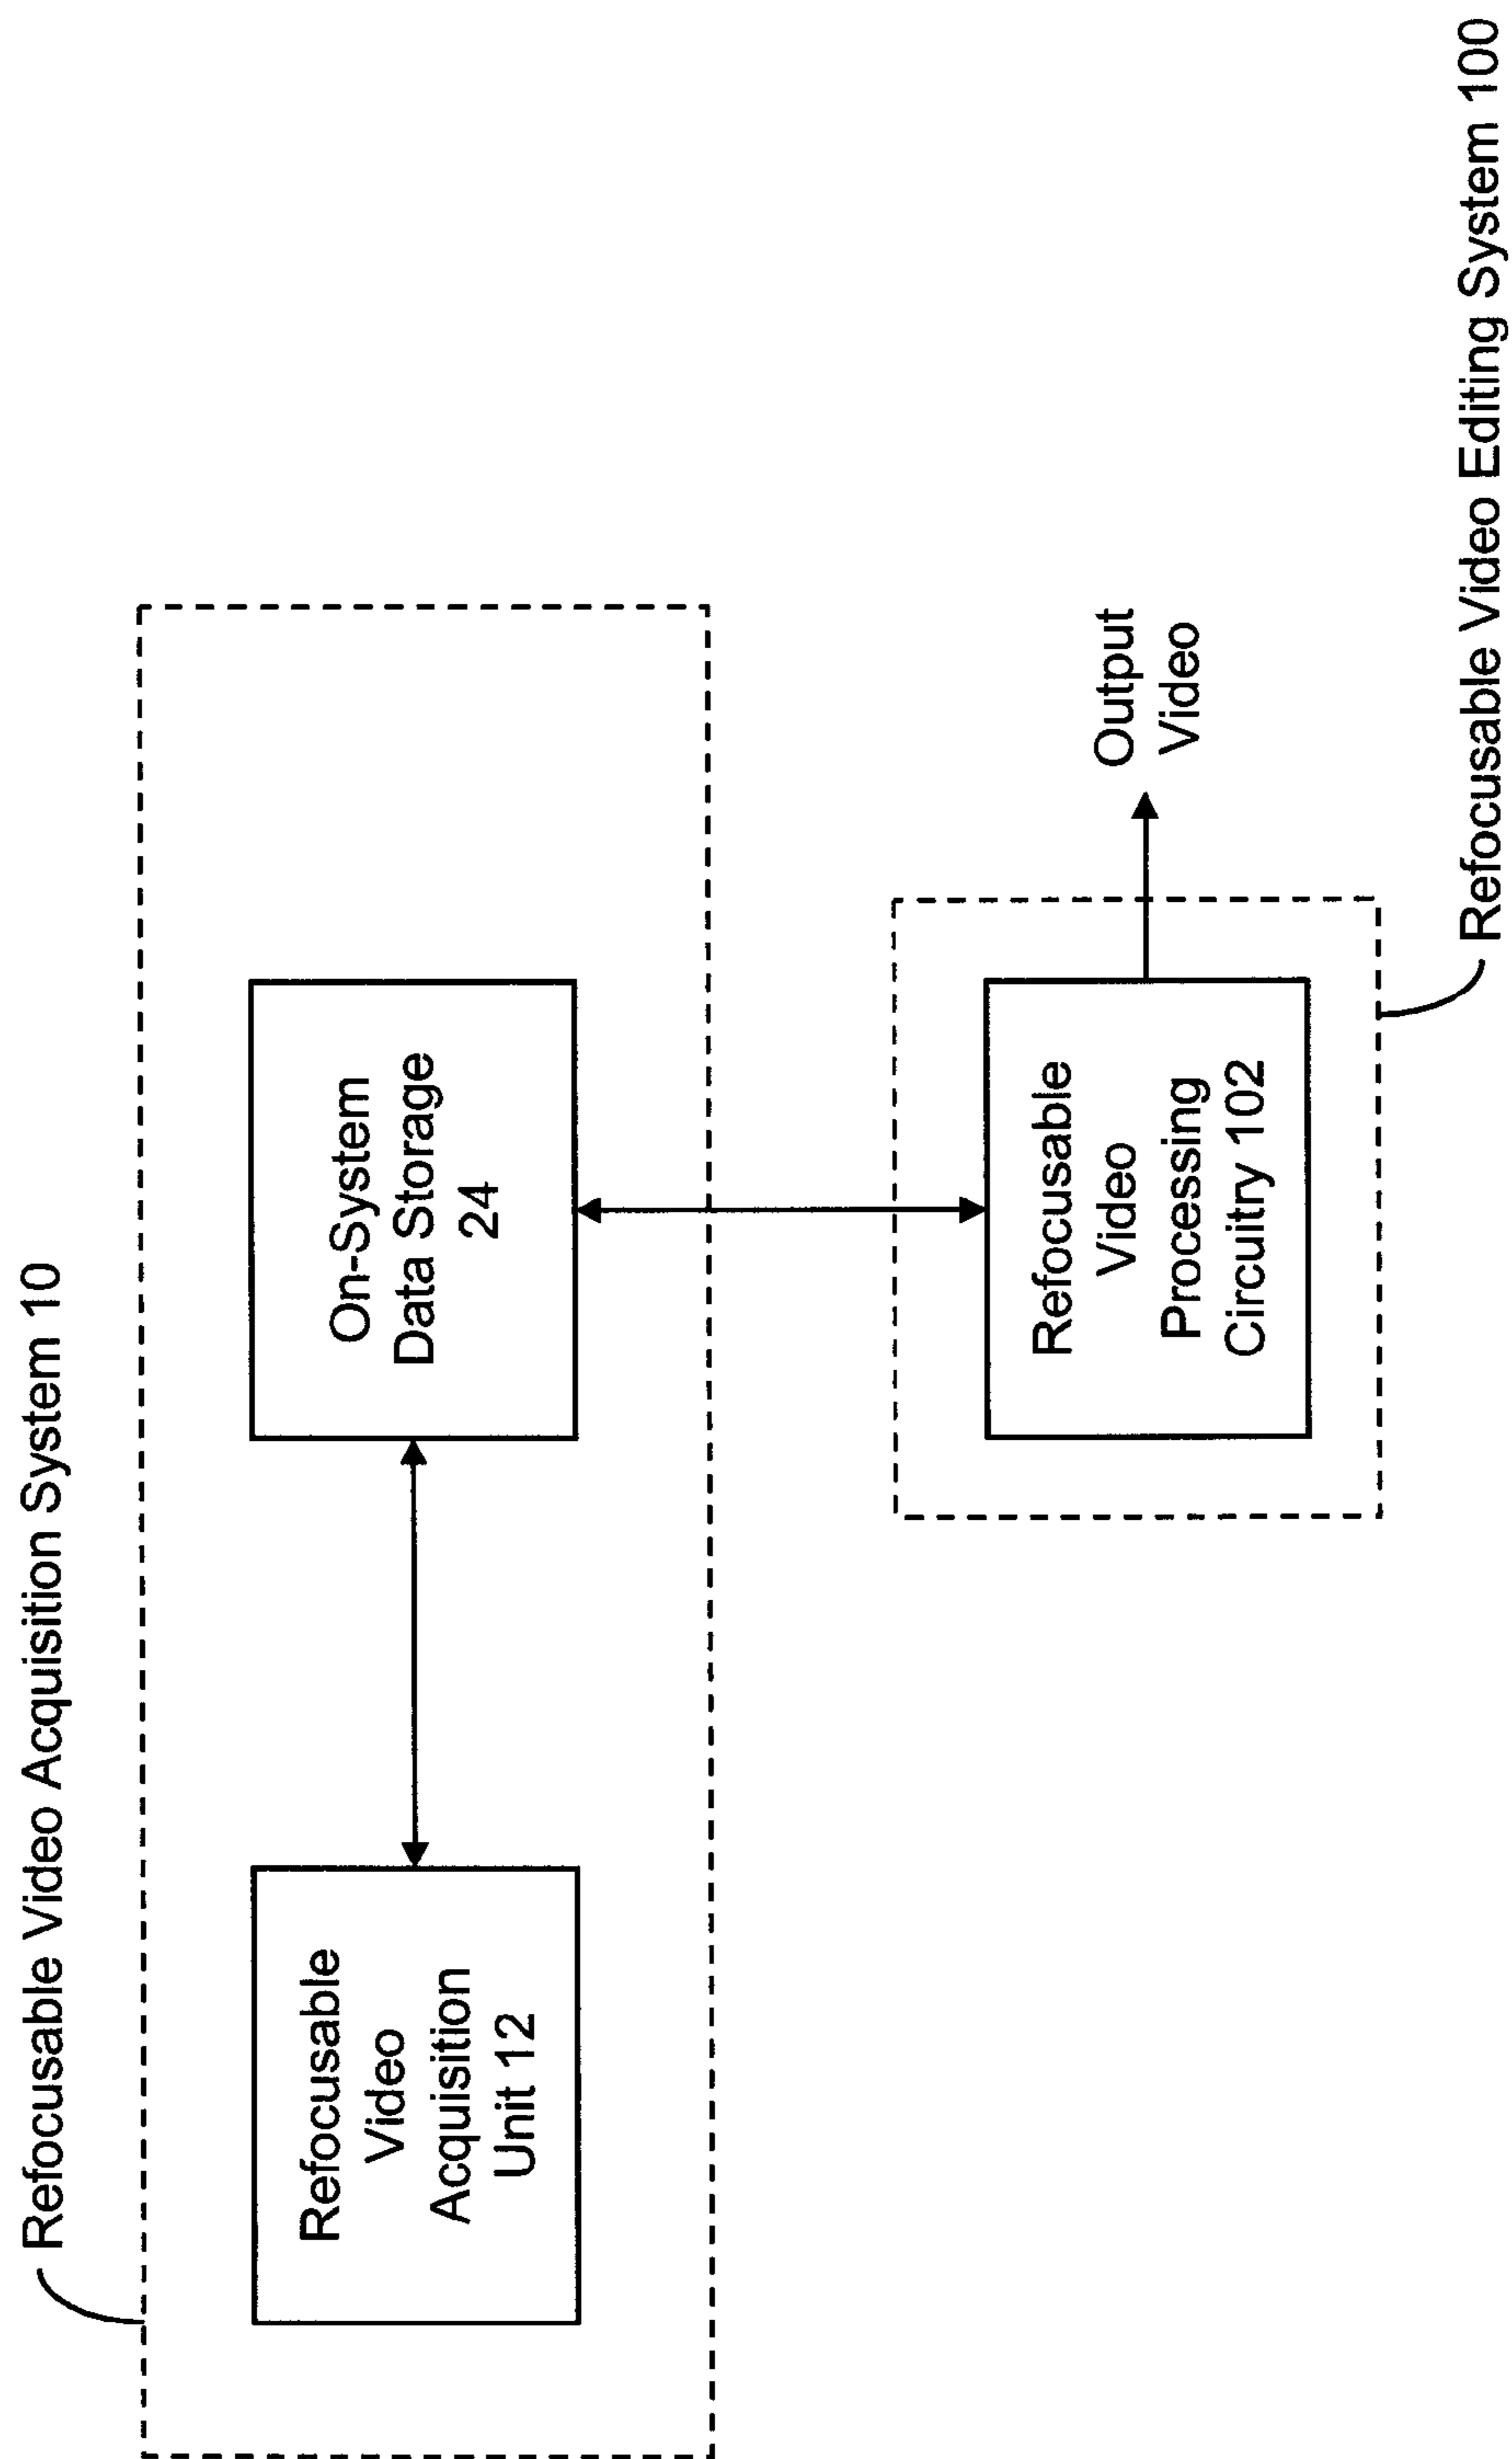 Refocusable Video Acquisition System 10
Refocusable
Video
Acquisition
Unit 12
On-System
Data Storage
24
Refocusable
Video
Processing
Circuitry 102
Output
Video
Refocusable Video Editing System 100